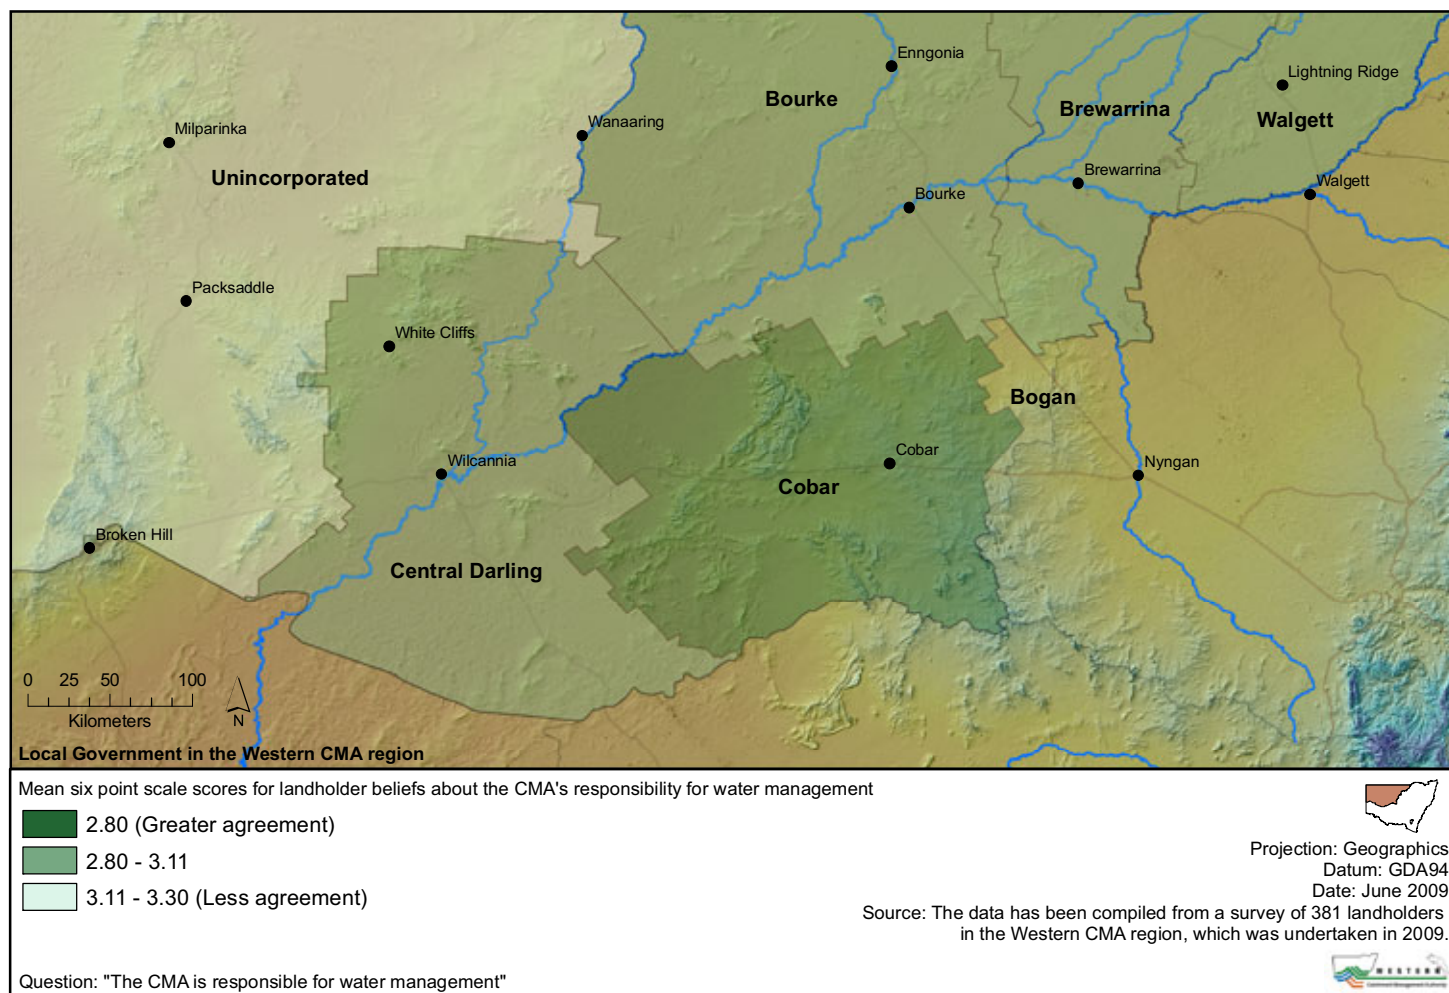 Enngonia
Lightning Ridge
Bourke
Brewarrina
Walgett
Milparinka
Wanaaring
Unincorporated
Brewarrina
Walgett
Bourke
Packsaddle
White Cliffs
Bogan
Cobar
Wilcannia
Nyngan
Cobar
Broken Hill
Central Darling
0 25 50 100
Kilometers
N
Local Government in the Western CMA region
Mean six point scale scores for landholder beliefs about the CMA's responsibility for water management
2.80 (Greater agreement)
2.80 - 3.11
3.11 - 3.30 (Less agreement)
Projection: Geographics
Datum: GDA94
Date: June 2009
Source: The data has been compiled from a survey of 381 landholders
in the Western CMA region, which was undertaken in 2009.
Question: "The CMA is responsible for water management"
WESTERN